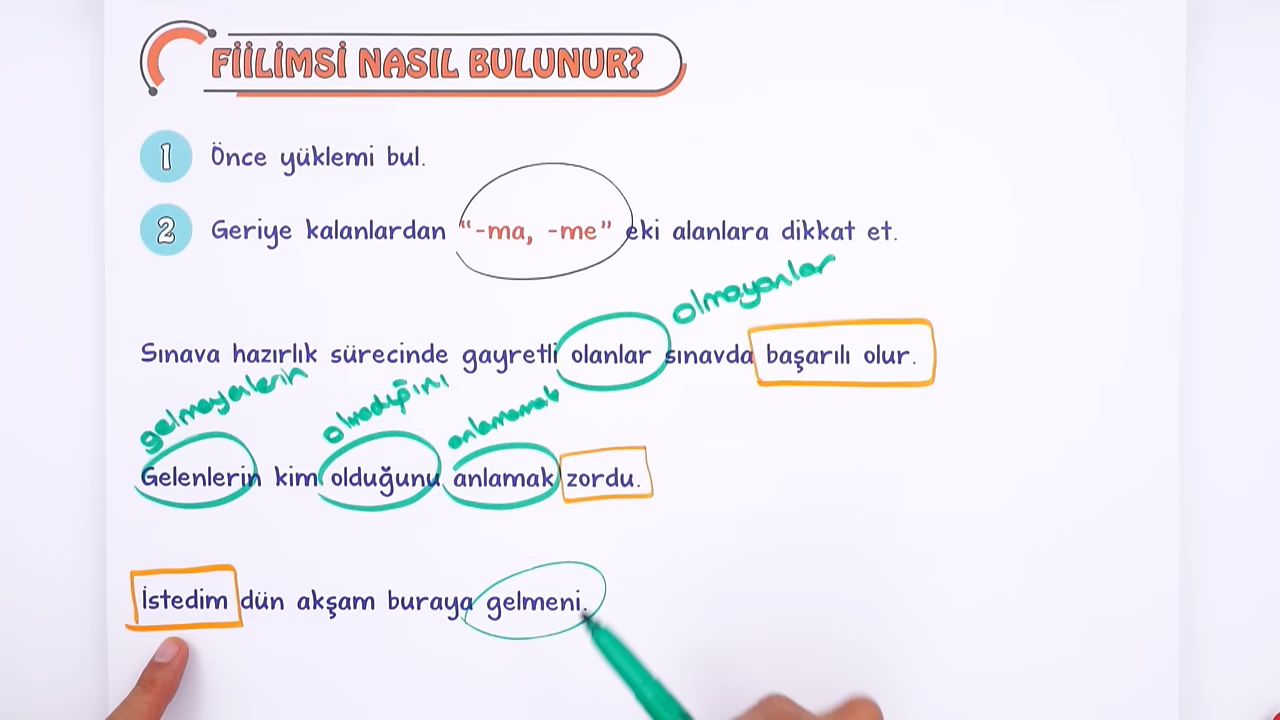 FİİLİMSİ NASIL BULUNUR?
1 Önce yüklemi bul.
2 Geriye kalanlardan "-ma, -me" eki alanlara dikkat et.
olmayanlar
Sınava hazırlık sürecinde gayretli olanlar sınavda başarılı olur.
gelmeyenlerin olmadığını anlamamak
Gelenlerin kim olduğunu anlamak zordu.
İstedim dün akşam buraya gelmeni.